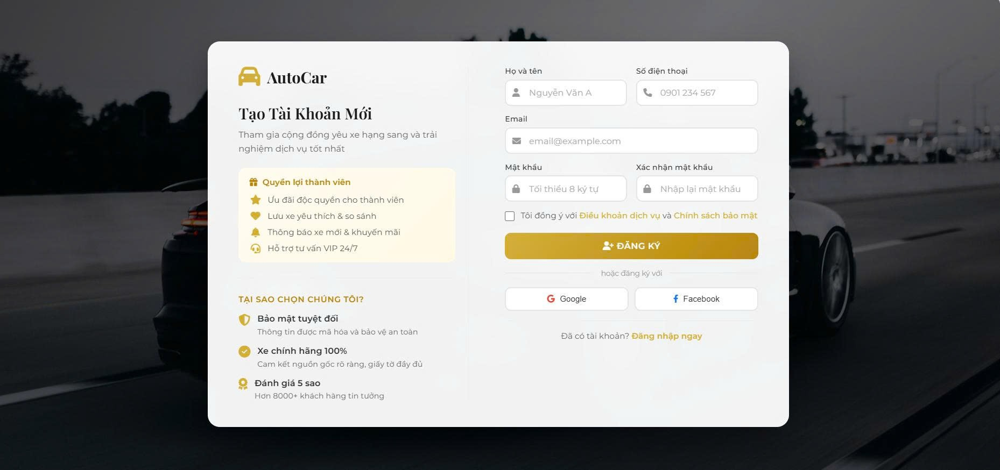 AutoCar
Tạo Tài Khoản Mới
Tham gia cộng đồng yêu xe hạng sang và trải
nghiệm dịch vụ tốt nhất
Quyền lợi thành viên
Ưu đãi độc quyền cho thành viên
Lưu xe yêu thích & so sánh
Thông báo xe mới & khuyến mãi
Hỗ trợ tư vấn VIP 24/7
TẠI SAO CHỌN CHÚNG TÔI?
Bảo mật tuyệt đối
Thông tin được mã hóa và bảo vệ an toàn
Xe chính hãng 100%
Cam kết nguồn gốc rõ ràng, giấy tờ đầy đủ
Đánh giá 5 sao
Hơn 8000+ khách hàng tin tưởng
Họ và tên
Nguyễn Văn A
Số điện thoại
0901 234 567
Email
email@example.com
Mật khẩu
Tối thiểu 8 ký tự
Xác nhận mật khẩu
Nhập lại mật khẩu
Tôi đồng ý với Điều khoản dịch vụ và Chính sách bảo mật
ĐĂNG KÝ
hoặc đăng ký với
Google
Facebook
Đã có tài khoản? Đăng nhập ngay